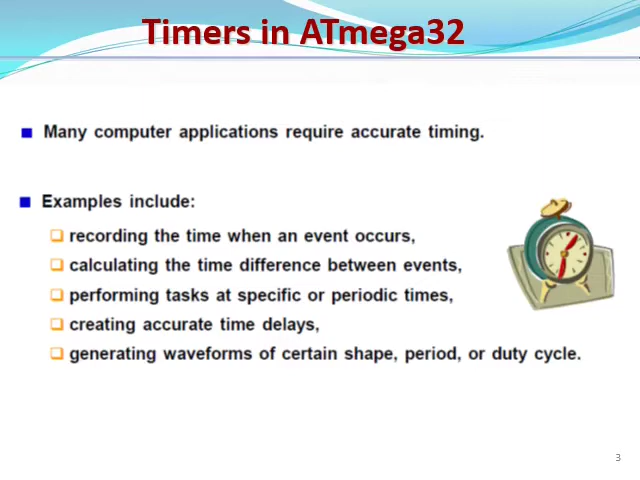 Timers in ATmega32
Many computer applications require accurate timing.
Examples include:
recording the time when an event occurs,
calculating the time difference between events,
performing tasks at specific or periodic times,
creating accurate time delays,
generating waveforms of certain shape, period, or duty cycle.
3